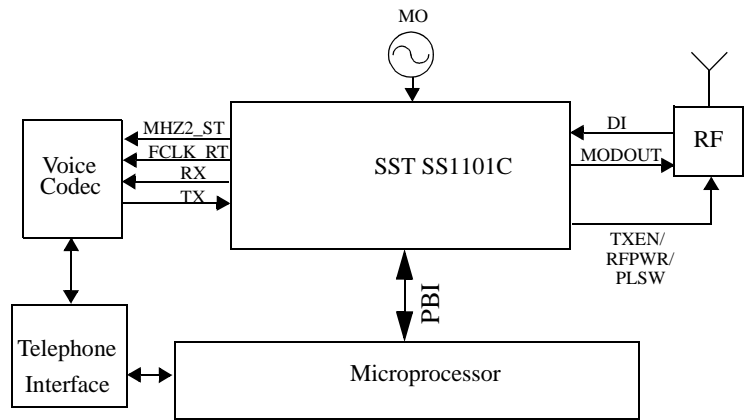 MO
MHZ2_ST
FCLK_RT
RX
TX
Voice
Codec
SST SS1101C
DI
MODOUT
RF
TXEN/
RFPWR/
PLSW
PBI
Telephone
Interface
Microprocessor